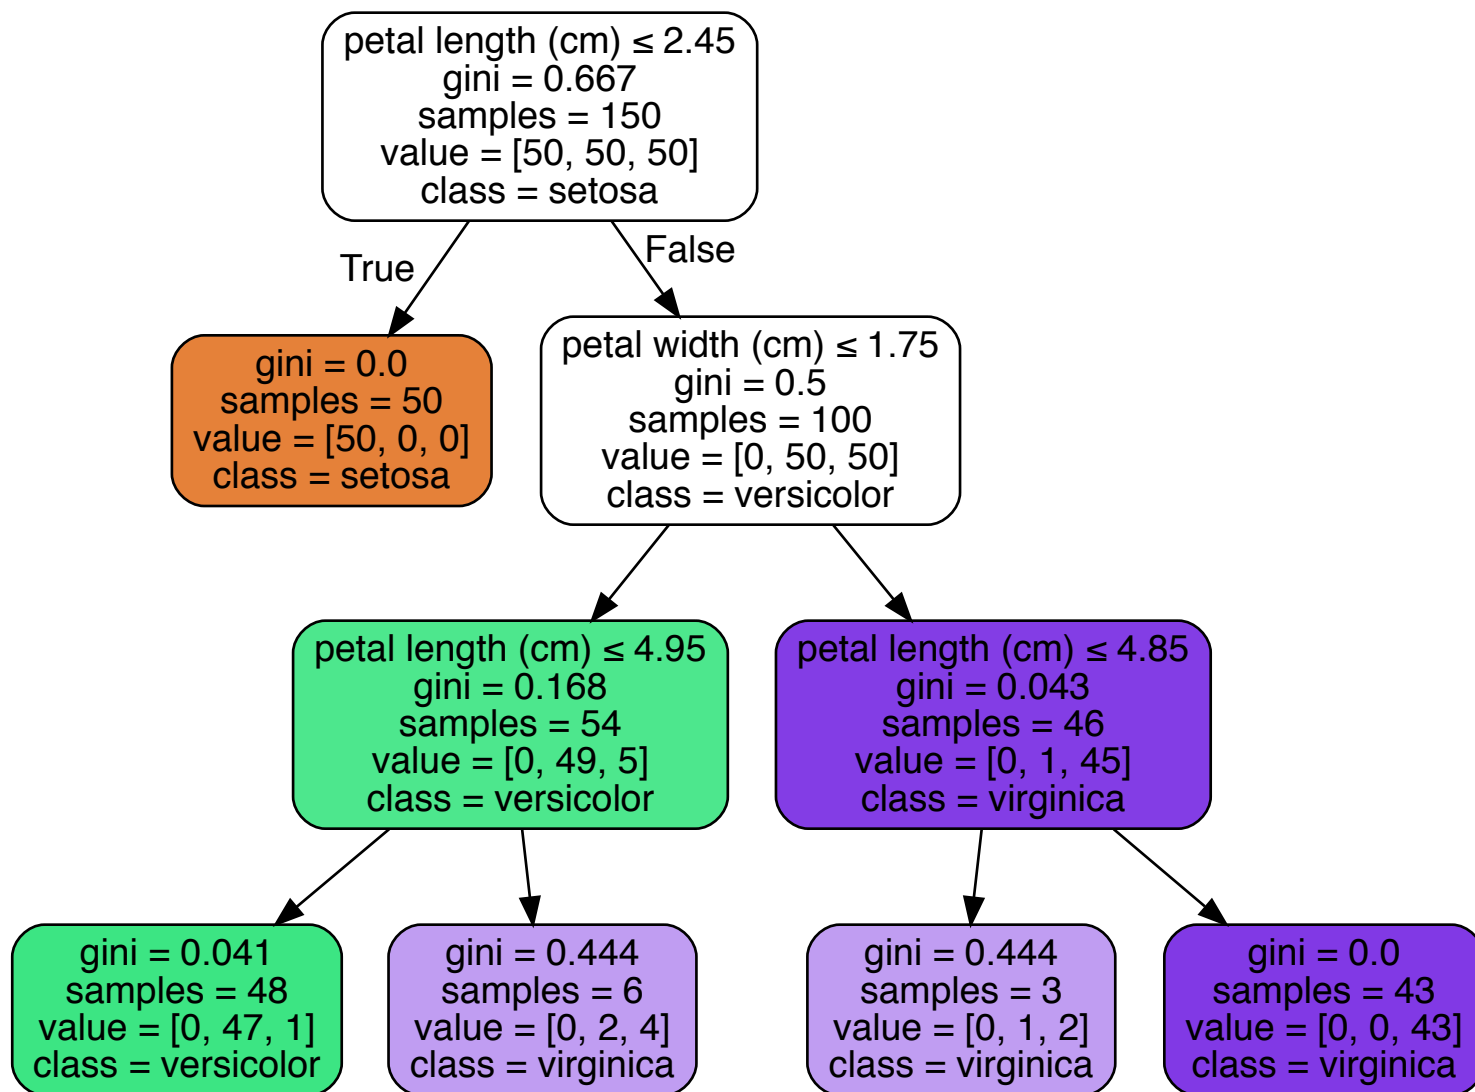 petal length (cm) ≤ 2.45
gini = 0.667
samples = 150
value = [50, 50, 50]
class = setosa
True
False
gini = 0.0
samples = 50
value = [50, 0, 0]
class = setosa
petal width (cm) ≤ 1.75
gini = 0.5
samples = 100
value = [0, 50, 50]
class = versicolor
petal length (cm) ≤ 4.95
gini = 0.168
samples = 54
value = [0, 49, 5]
class = versicolor
petal length (cm) ≤ 4.85
gini = 0.043
samples = 46
value = [0, 1, 45]
class = virginica
gini = 0.041
samples = 48
value = [0, 47, 1]
class = versicolor
gini = 0.444
samples = 6
value = [0, 2, 4]
class = virginica
gini = 0.444
samples = 3
value = [0, 1, 2]
class = virginica
gini = 0.0
samples = 43
value = [0, 0, 43]
class = virginica